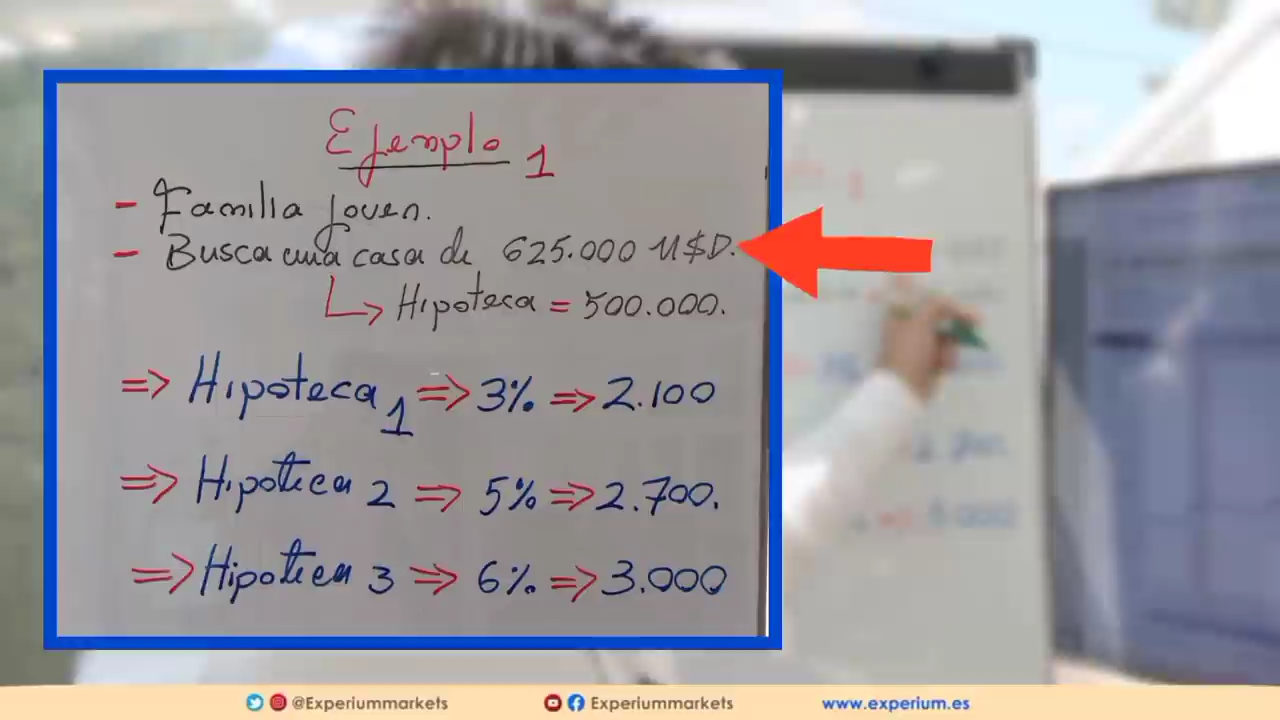 Ejemplo 1
- Familia Joven.
- Busca una casa de 625.000 U$D.
↳ Hipoteca = 500.000.
=> Hipoteca 1 => 3% => 2.100
=> Hipoteca 2 => 5% => 2.700.
=> Hipoteca 3 => 6% => 3.000
@Experiummarkets
Experiummarkets
www.experium.es